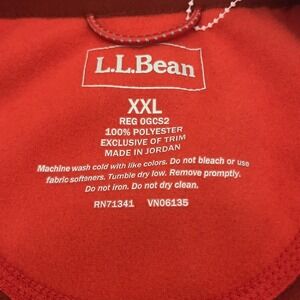 L.L.Bean
XXL
REG 0GCS2
100% POLYESTER
EXCLUSIVE OF TRIM
MADE IN JORDAN
Machine wash cold with like colors. Do not bleach or use
fabric softeners. Tumble dry low. Remove promptly.
Do not iron. Do not dry clean.
RN71341 VN06135